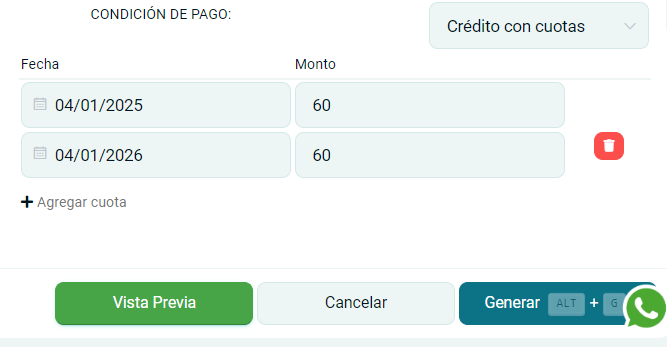 CONDICIÓN DE PAGO:
Crédito con cuotas
Fecha Monto
04/01/2025 60
04/01/2026 60
+ Agregar cuota
Vista Previa Cancelar Generar ALT + G